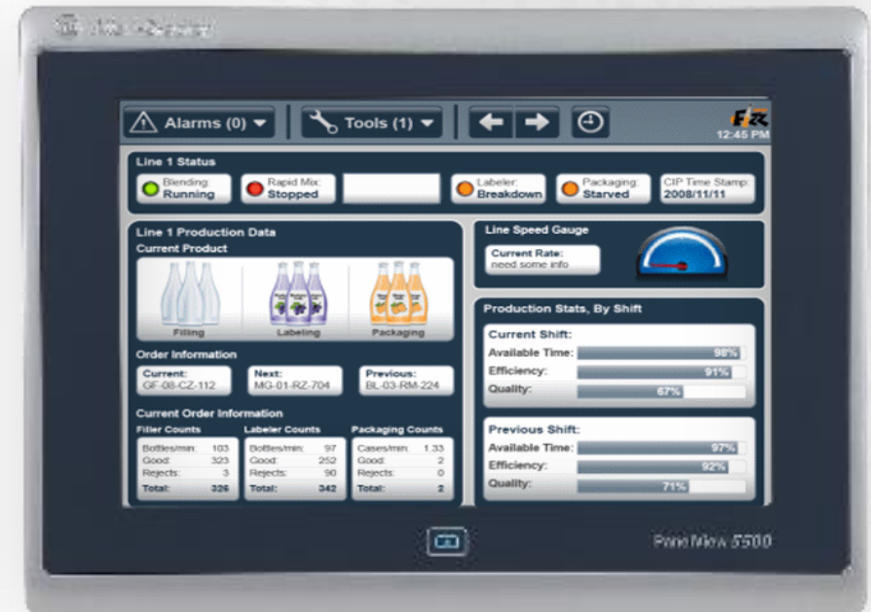 Alarms (0)
Tools (1)
12:45 PM
Line 1 Status
Blending:
Running
Rapid Mix:
Stopped
Labeler:
Breakdown
Packaging:
Starved
CIP Time Stamp:
2008/11/11
Line 1 Production Data
Current Product
Filling
Labeling
Packaging
Order Information
Current:
GF-08-CZ-112
Next:
MG-01-RZ-704
Previous:
BL-03-RM-224
Current Order Information
Filler Counts
Bottles/min: 103
Good: 323
Rejects: 3
Total: 326
Labeler Counts
Bottles/min: 97
Good: 252
Rejects: 90
Total: 342
Packaging Counts
Cases/min: 1.33
Good: 2
Rejects: 0
Total: 2
Line Speed Gauge
Current Rate:
need some info
Production Stats, By Shift
Current Shift:
Available Time: 98%
Efficiency: 91%
Quality: 67%
Previous Shift:
Available Time: 97%
Efficiency: 92%
Quality: 71%
PanelView 5500